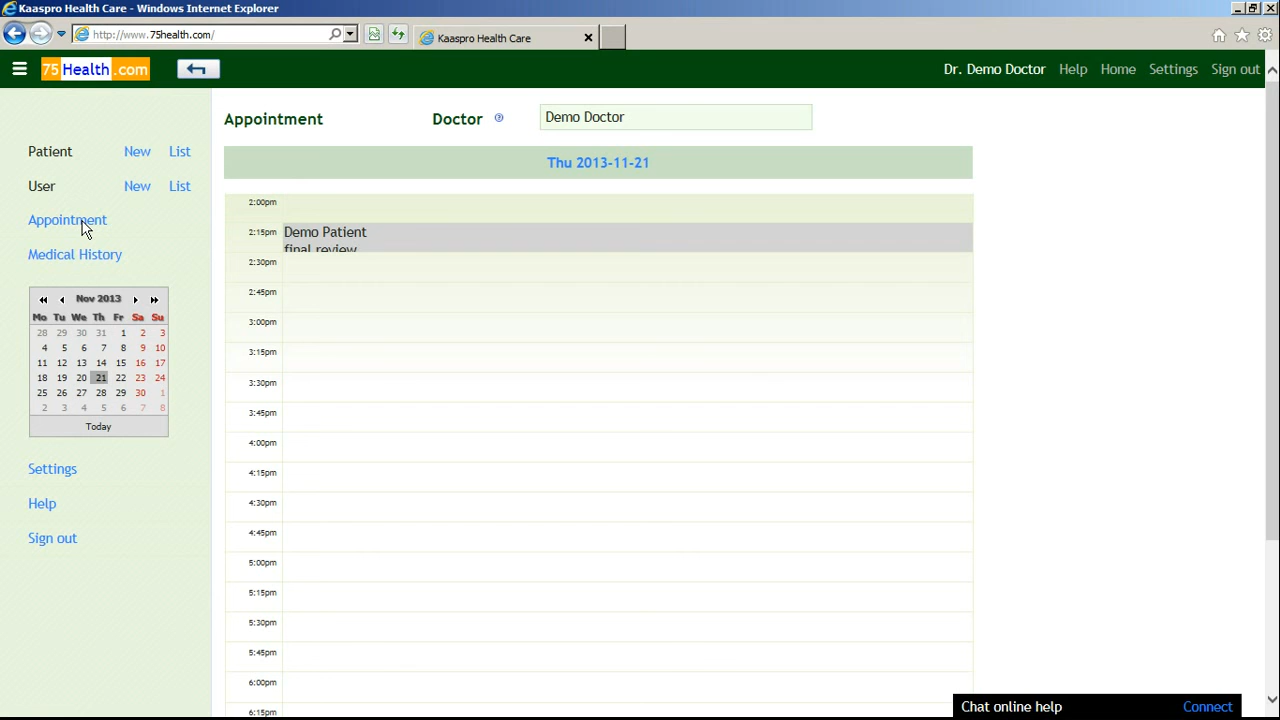 Kaaspro Health Care - Windows Internet Explorer
http://www.75health.com/
Kaaspro Health Care
75 Health .com
Dr. Demo Doctor Help Home Settings Sign out
Appointment Doctor Demo Doctor
Patient New List
User New List
Appointment
Medical History
Nov 2013
Mo Tu We Th Fr Sa Su
28 29 30 31 1 2 3
4 5 6 7 8 9 10
11 12 13 14 15 16 17
18 19 20 21 22 23 24
25 26 27 28 29 30 1
2 3 4 5 6 7 8
Today
Settings
Help
Sign out
Thu 2013-11-21
2:00pm
2:15pm Demo Patient
final review
2:30pm
2:45pm
3:00pm
3:15pm
3:30pm
3:45pm
4:00pm
4:15pm
4:30pm
4:45pm
5:00pm
5:15pm
5:30pm
5:45pm
6:00pm
6:15pm
Chat online help Connect